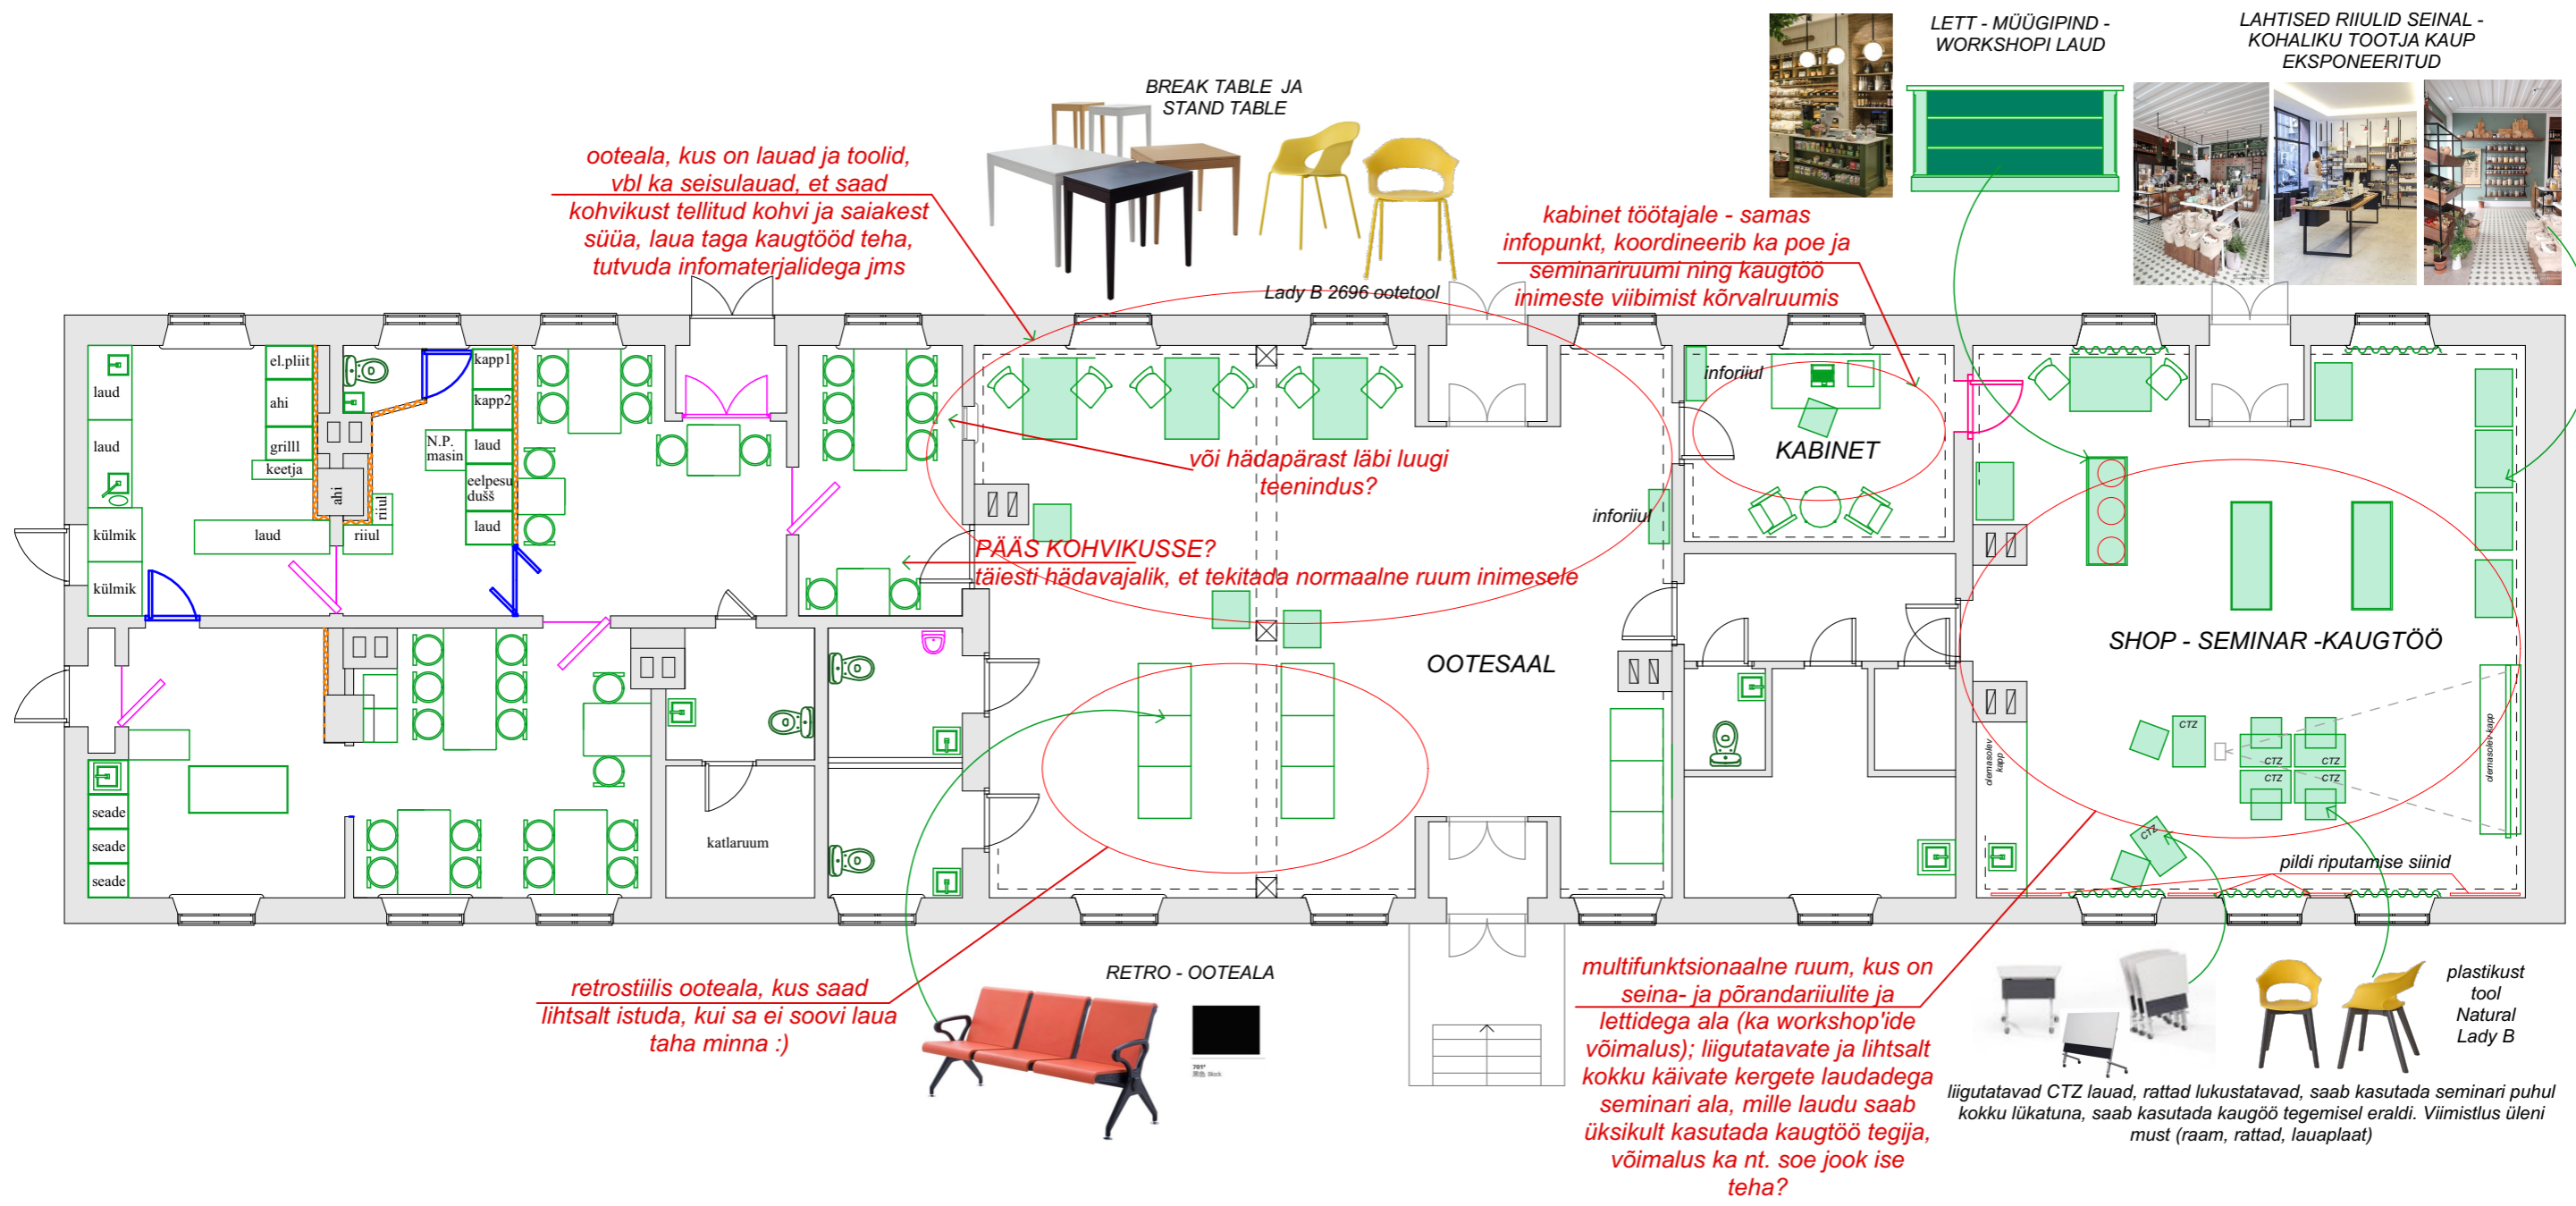 LETT - MÜÜGIPIND -
WORKSHOPI LAUD
LAHTISED RIIULID SEINAL -
KOHALIKU TOOTJA KAUP
EKSPONEERITUD
BREAK TABLE JA
STAND TABLE
ooteala, kus on lauad ja toolid,
vbl ka seisulauad, et saad
kohvikust tellitud kohvi ja saiakest
süüa, laua taga kaugtööd teha,
tutvuda infomaterjalidega jms
kabinet töötajale - samas
infopunkt, koordineerib ka poe ja
seminariruumi ning kaugtöö
inimeste viibimist kõrvalruumis
Lady B 2696 ootetool
laud
laud
külmik
külmik
el.pliit
ahi
grilll
keetja
laud
ahi
riiul
riiul
N.P.
masin
kapp1
kapp2
laud
eelpesu
dušš
laud
või hädapärast läbi luugi
teenindus?
PÄÄS KOHVIKUSSE?
täiesti hädavajalik, et tekitada normaalne ruum inimesele
inforiiul
KABINET
inforiiul
OOTESAAL
SHOP - SEMINAR -KAUGTÖÖ
seade
seade
seade
katlaruum
olemasolev
kapp
CTZ
CTZ
CTZ
CTZ
CTZ
CTZ
olemasolev kapp
pildi riputamise siinid
retrostiilis ooteala, kus saad
lihtsalt istuda, kui sa ei soovi laua
taha minna :)
RETRO - OOTEALA
701#
黑色 Black
multifunktsionaalne ruum, kus on
seina- ja põrandariiulite ja
lettidega ala (ka workshop'ide
võimalus); liigutatavate ja lihtsalt
kokku käivate kergete laudadega
seminari ala, mille laudu saab
üksikult kasutada kaugtöö tegija,
võimalus ka nt. soe jook ise
teha?
plastikust
tool
Natural
Lady B
liigutatavad CTZ lauad, rattad lukustatavad, saab kasutada seminari puhul
kokku lükatuna, saab kasutada kaugöö tegemisel eraldi. Viimistlus üleni
must (raam, rattad, lauaplaat)